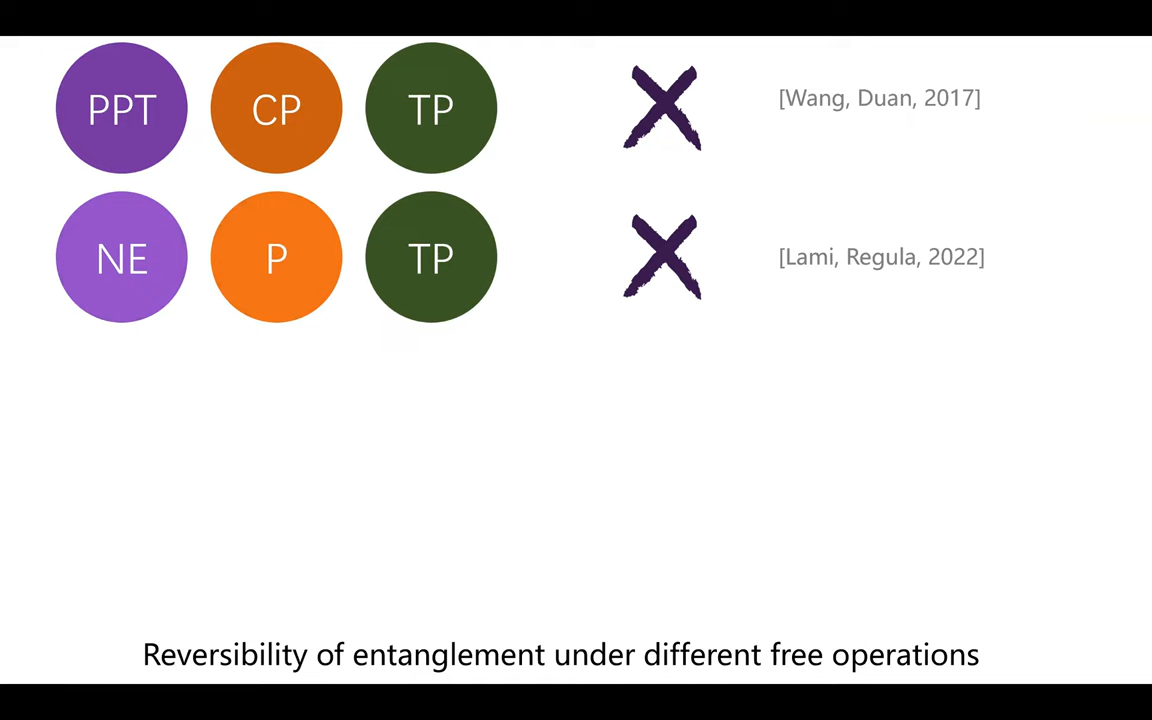 PPT CP TP [Wang, Duan, 2017]
NE P TP [Lami, Regula, 2022]
Reversibility of entanglement under different free operations